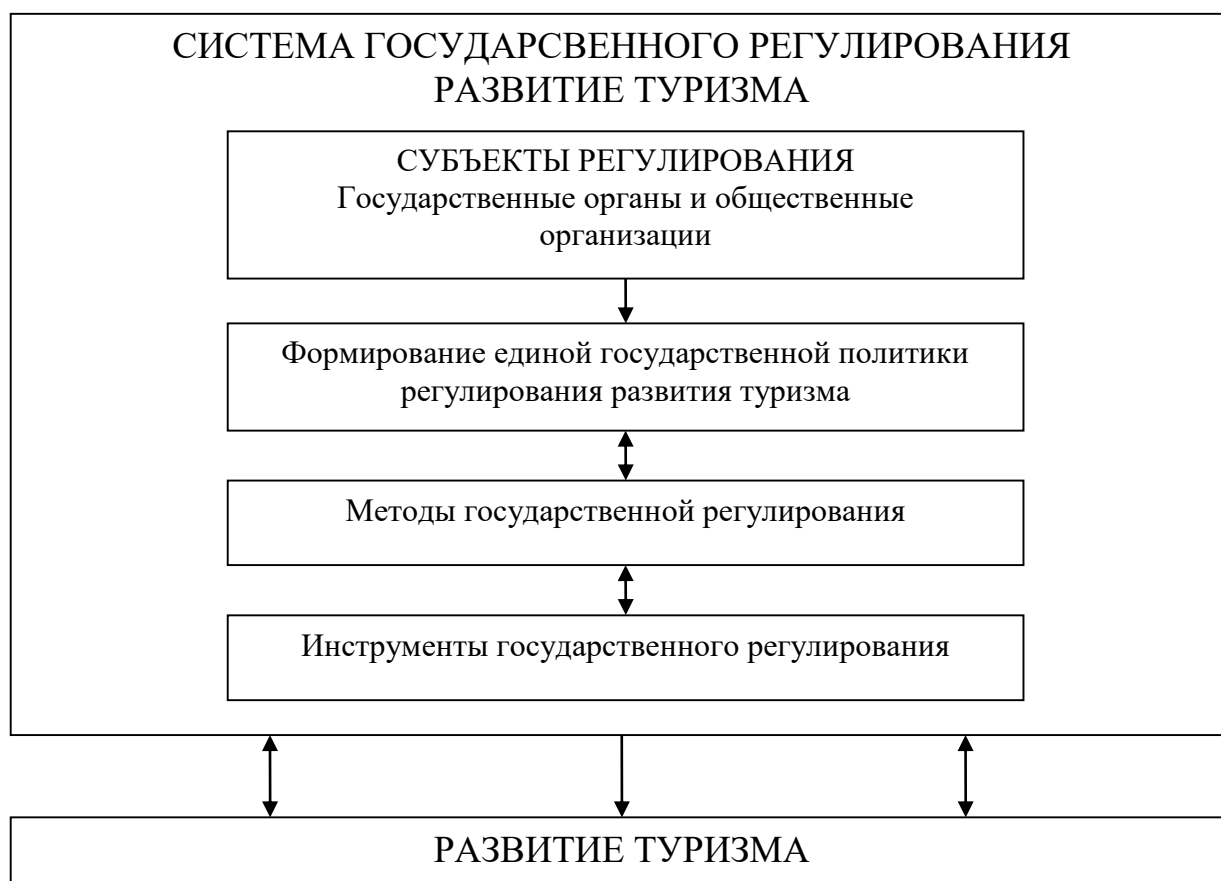 СИСТЕМА ГОСУДАРСВЕННОГО РЕГУЛИРОВАНИЯ
РАЗВИТИЕ ТУРИЗМА
СУБЪЕКТЫ РЕГУЛИРОВАНИЯ
Государственные органы и общественные
организации
Формирование единой государственной политики
регулирования развития туризма
Методы государственной регулирования
Инструменты государственного регулирования
РАЗВИТИЕ ТУРИЗМА